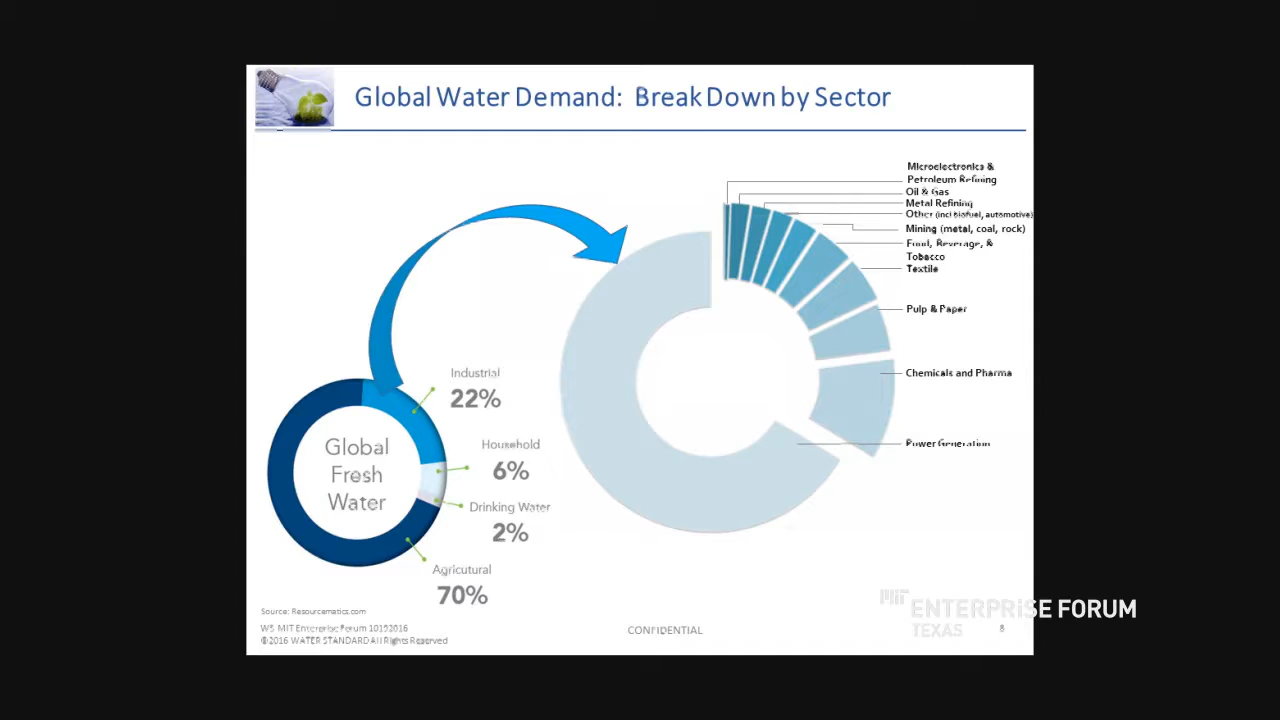 Global Water Demand: Break Down by Sector
Microelectronics &
Petroleum Refining
Oil & Gas
Metal Refining
Other (incl biofuel, automotive)
Mining (metal, coal, rock)
Food, Beverage, &
Tobacco
Textile
Pulp & Paper
Chemicals and Pharma
Power Generation
Industrial
22%
Household
6%
Drinking Water
2%
Agricutural
70%
Global
Fresh
Water
Source: Resourcematics.com
WS MIT Enterprise Forum 10192016
©2016 WATER STANDARD All Rights Reserved
CONFIDENTIAL
8
MIT ENTERPRISE FORUM
TEXAS